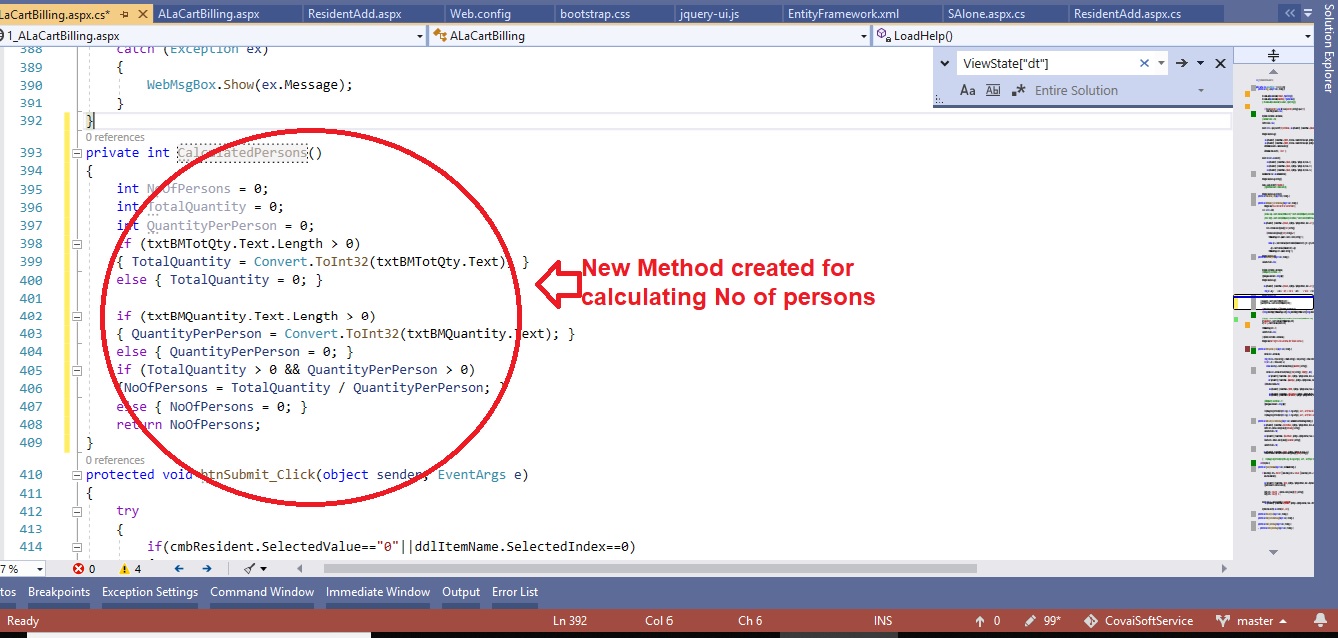 LaCartBilling.aspx.cs*
ALaCartBilling.aspx
ResidentAdd.aspx
Web.config
bootstrap.css
jquery-ui.js
EntityFramework.xml
SAlone.aspx.cs
ResidentAdd.aspx.cs
Solution Explorer
1_ALaCartBilling.aspx
ALaCartBilling
LoadHelp()
ViewState["dt"]
Aa Ab .* Entire Solution
388 catch (Exception ex)
389 {
390 WebMsgBox.Show(ex.Message);
391 }
392 }
0 references
393 private int CalculatedPersons()
394 {
395 int NoOfPersons = 0;
396 int TotalQuantity = 0;
397 int QuantityPerPerson = 0;
398 if (txtBMTotQty.Text.Length > 0)
399 { TotalQuantity = Convert.ToInt32(txtBMTotQty.Text); }
400 else { TotalQuantity = 0; }
401
402 if (txtBMQuantity.Text.Length > 0)
403 { QuantityPerPerson = Convert.ToInt32(txtBMQuantity.Text); }
404 else { QuantityPerPerson = 0; }
405 if (TotalQuantity > 0 && QuantityPerPerson > 0)
406 {NoOfPersons = TotalQuantity / QuantityPerPerson; }
407 else { NoOfPersons = 0; }
408 return NoOfPersons;
409 }
0 references
410 protected void btnSubmit_Click(object sender, EventArgs e)
411 {
412 try
413 {
414 if(cmbResident.SelectedValue=="0"||ddlItemName.SelectedIndex==0)
New Method created for
calculating No of persons
7 % 0 4
tos Breakpoints Exception Settings Command Window Immediate Window Output Error List
Ready Ln 392 Col 6 Ch 6 INS 0 99* CovaiSoftService master